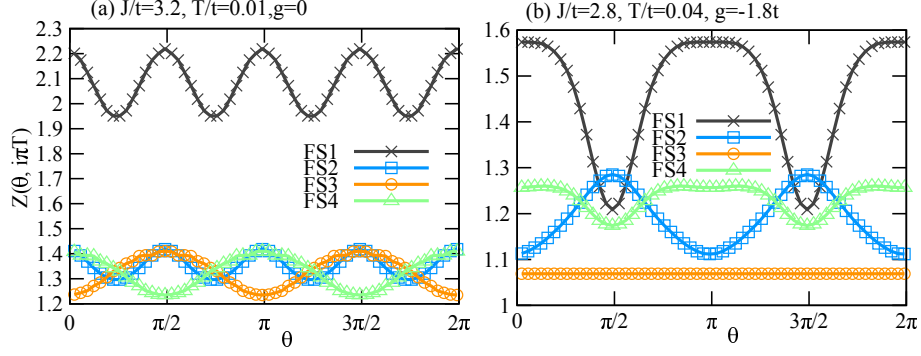 (a) J/t=3.2, T/t=0.01,g=0
Z(θ, iπT)
2.3
2.2
2.1
2
1.9
1.8
1.7
1.6
1.5
1.4
1.3
1.2
FS1
FS2
FS3
FS4
0
π/2
π
3π/2
2π
θ
(b) J/t=2.8, T/t=0.04, g=-1.8t
1.6
1.5
1.4
1.3
1.2
1.1
1
FS1
FS2
FS3
FS4
0
π/2
π
3π/2
2π
θ